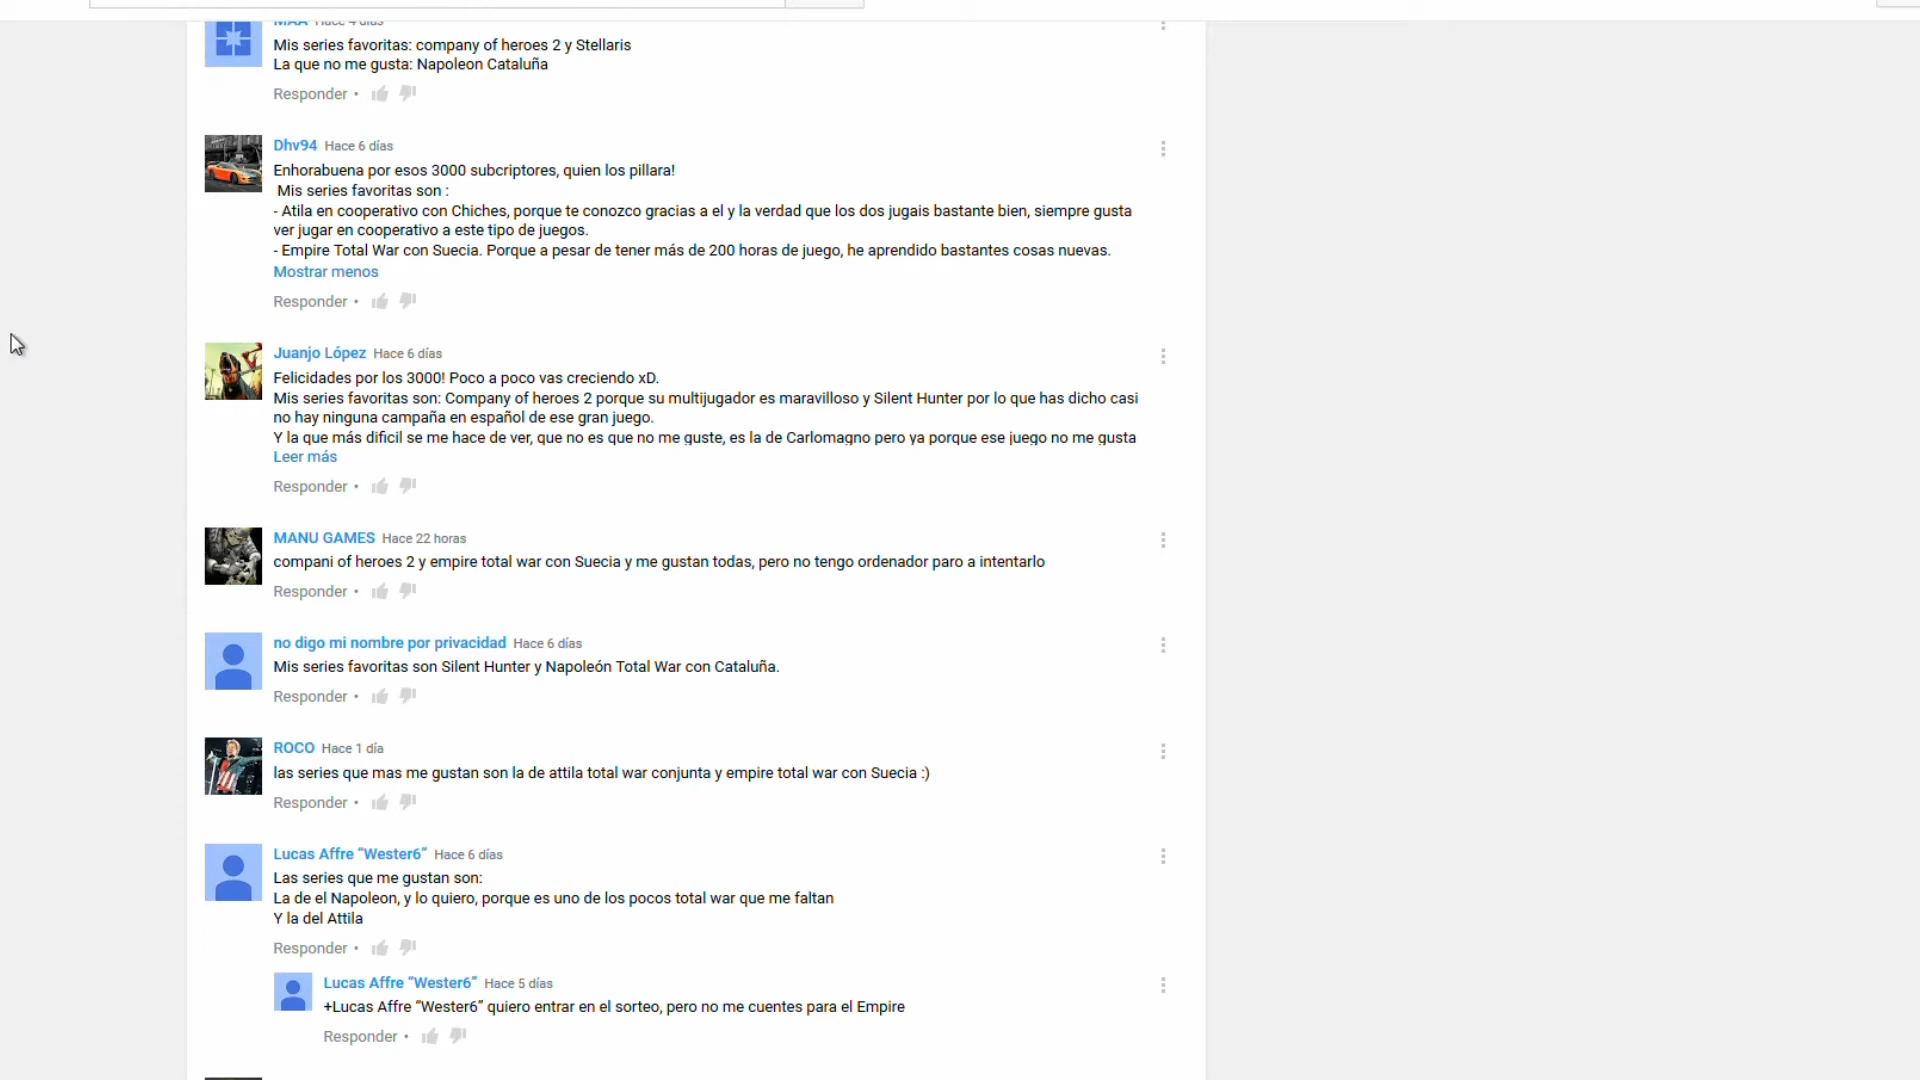 MAA Hace 4 días
Mis series favoritas: company of heroes 2 y Stellaris
La que no me gusta: Napoleon Cataluña
Responder •
Dhv94 Hace 6 días
Enhorabuena por esos 3000 subcriptores, quien los pillara!
Mis series favoritas son :
- Atila en cooperativo con Chiches, porque te conozco gracias a el y la verdad que los dos jugais bastante bien, siempre gusta
ver jugar en cooperativo a este tipo de juegos.
- Empire Total War con Suecia. Porque a pesar de tener más de 200 horas de juego, he aprendido bastantes cosas nuevas.
Mostrar menos
Responder •
Juanjo López Hace 6 días
Felicidades por los 3000! Poco a poco vas creciendo xD.
Mis series favoritas son: Company of heroes 2 porque su multijugador es maravilloso y Silent Hunter por lo que has dicho casi
no hay ninguna campaña en español de ese gran juego.
Y la que más dificil se me hace de ver, que no es que no me guste, es la de Carlomagno pero ya porque ese juego no me gusta
Leer más
Responder •
MANU GAMES Hace 22 horas
compani of heroes 2 y empire total war con Suecia y me gustan todas, pero no tengo ordenador paro a intentarlo
Responder •
no digo mi nombre por privacidad Hace 6 días
Mis series favoritas son Silent Hunter y Napoleón Total War con Cataluña.
Responder •
ROCO Hace 1 día
las series que mas me gustan son la de attila total war conjunta y empire total war con Suecia :)
Responder •
Lucas Affre “Wester6” Hace 6 días
Las series que me gustan son:
La de el Napoleon, y lo quiero, porque es uno de los pocos total war que me faltan
Y la del Attila
Responder •
Lucas Affre “Wester6” Hace 5 días
+Lucas Affre “Wester6” quiero entrar en el sorteo, pero no me cuentes para el Empire
Responder •